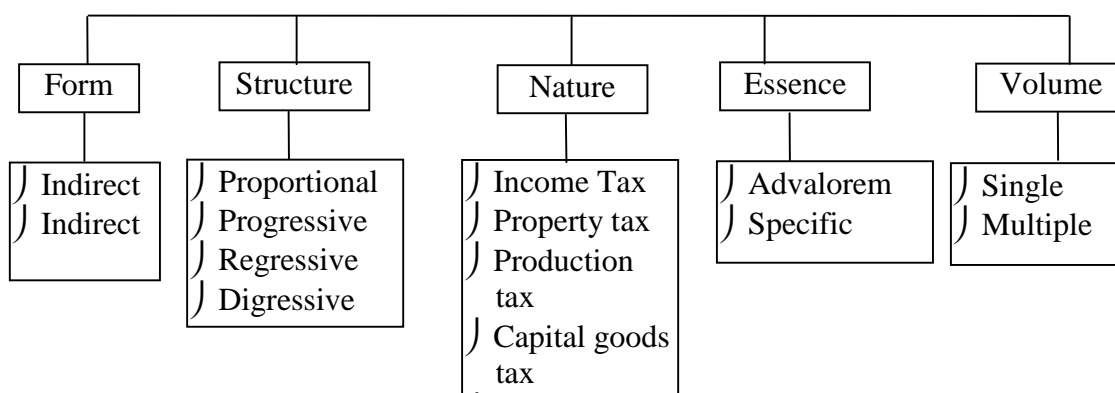 Form
Structure
Nature
Essence
Volume
Indirect
Indirect
Proportional
Progressive
Regressive
Digressive
Income Tax
Property tax
Production
tax
Capital goods
tax
Advalorem
Specific
Single
Multiple